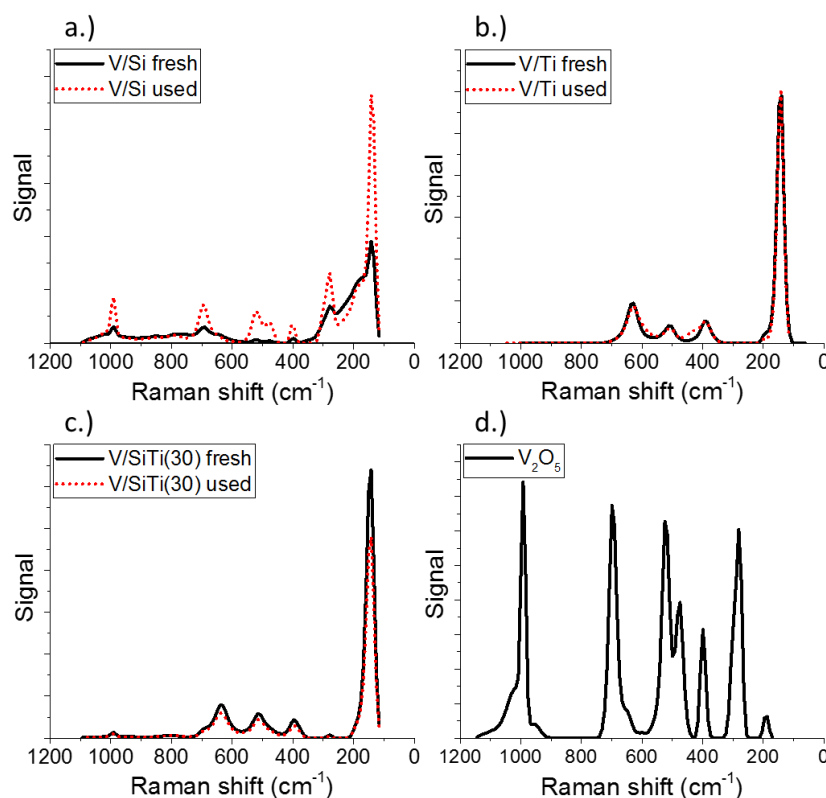 a.)
V/Si fresh
V/Si used
Signal
1200 1000 800 600 400 200 0
Raman shift (cm⁻¹)
b.)
V/Ti fresh
V/Ti used
Signal
1200 1000 800 600 400 200 0
Raman shift (cm⁻¹)
c.)
V/SiTi(30) fresh
V/SiTi(30) used
Signal
1200 1000 800 600 400 200 0
Raman shift (cm⁻¹)
d.)
V₂O₅
Signal
1200 1000 800 600 400 200 0
Raman shift (cm⁻¹)